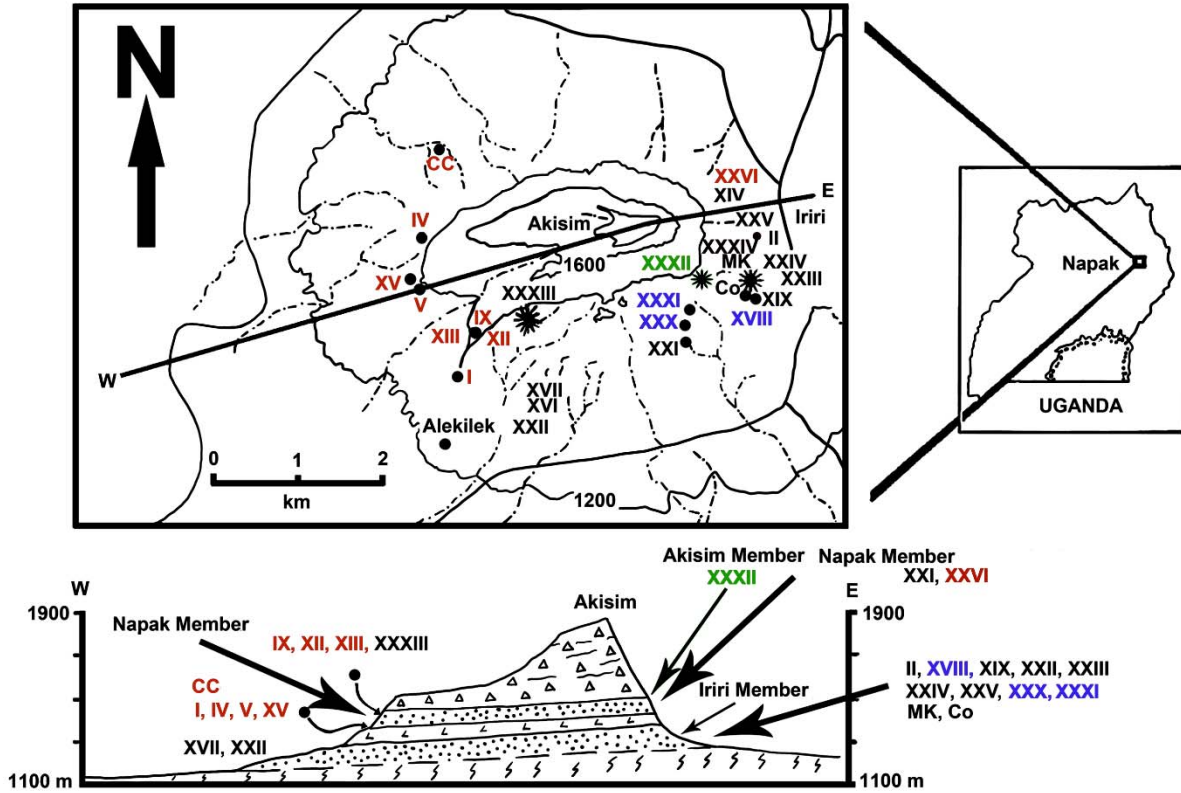 N
CC
XXVI
XIV
E
IV
Akisim
XXV
Iriri
II
XXXIV
1600
XXXII
MK
XXIV
XV
XXIII
V
XXXIII
Co
XXXI
XIX
IX
XXX
XVIII
XIII
XII
XXI
W
I
XVII
XVI
Alekilek
XXII
0 1 2
km
1200
Napak
UGANDA
W
Akisim Member
Napak Member
XXXII
XXI, XXVI
E
1900
Akisim
1900
Napak Member
IX, XII, XIII, XXXIII
CC
I, IV, V, XV
Iriri Member
II, XVIII, XIX, XXII, XXIII
XXIV, XXV, XXX, XXXI
MK, Co
XVII, XXII
1100 m
1100 m